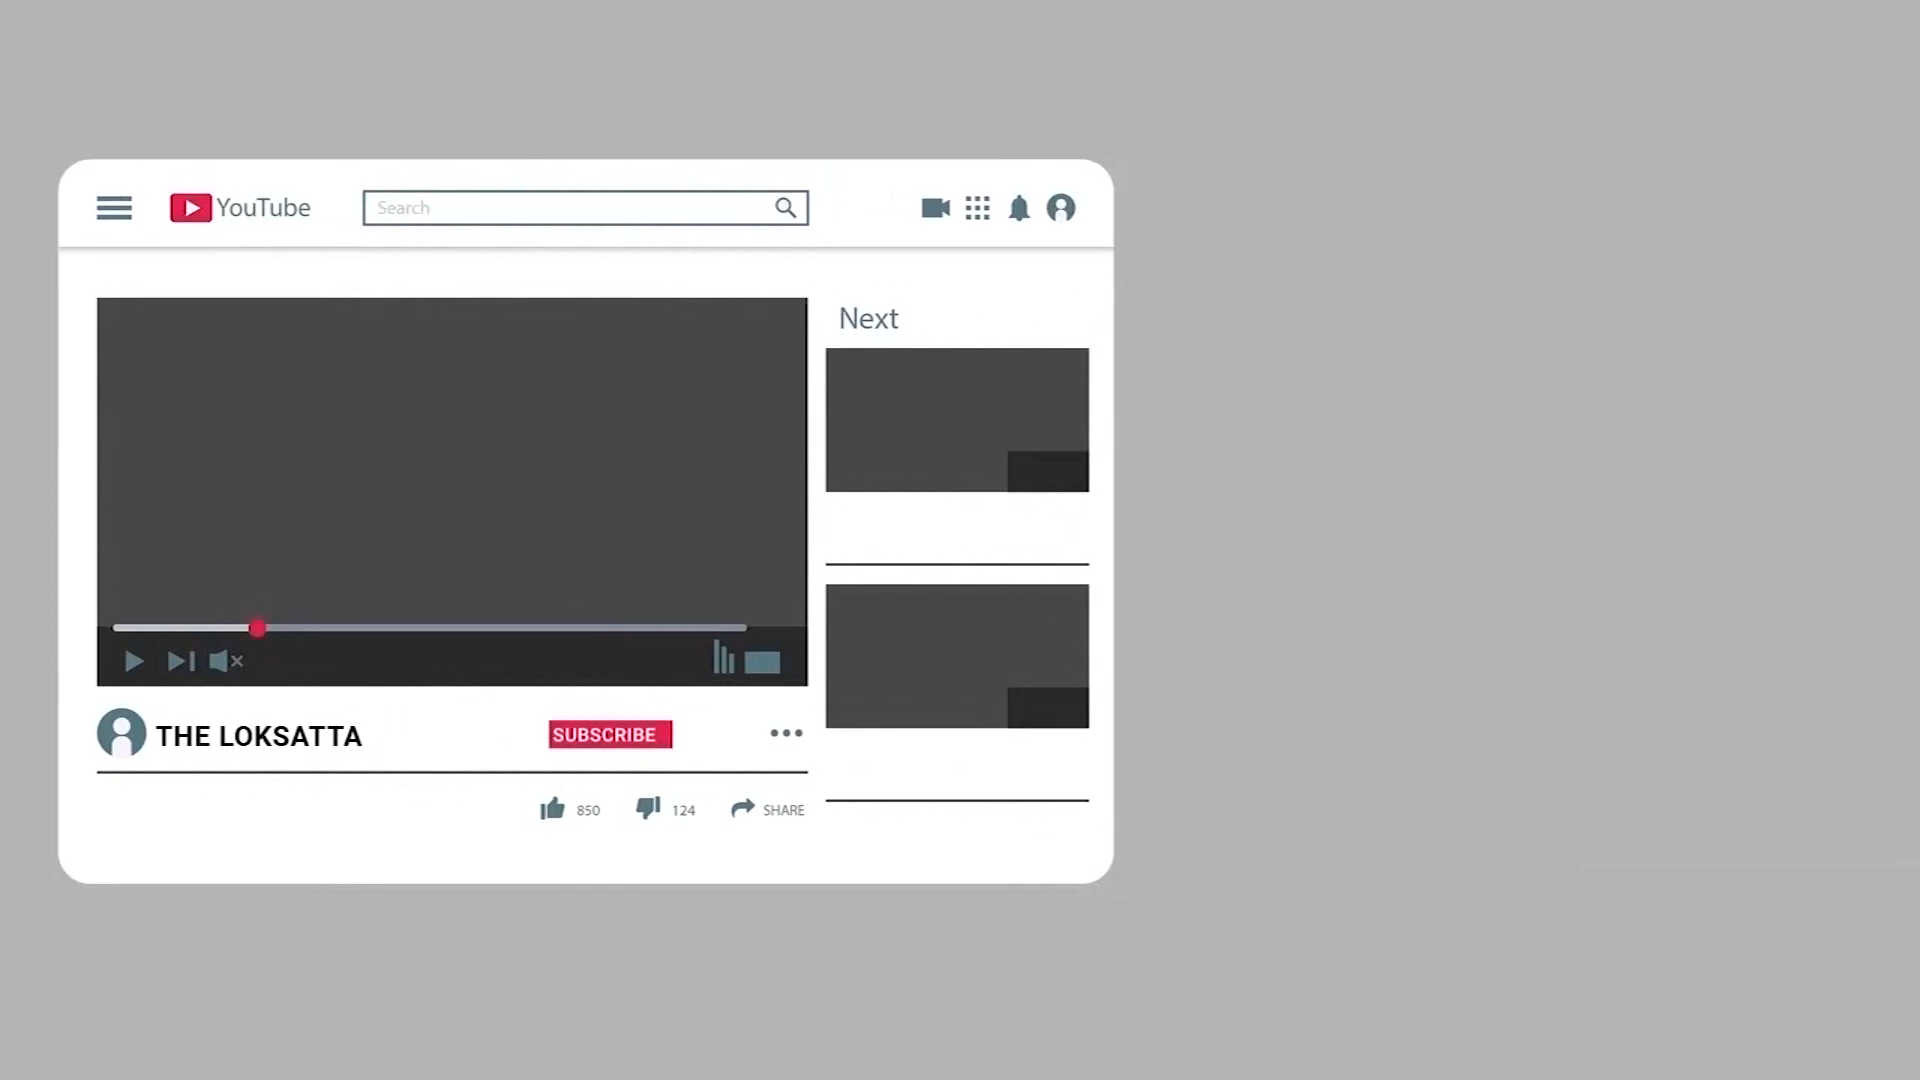 YouTube
Search
Next
THE LOKSATTA
SUBSCRIBE
850
124
SHARE